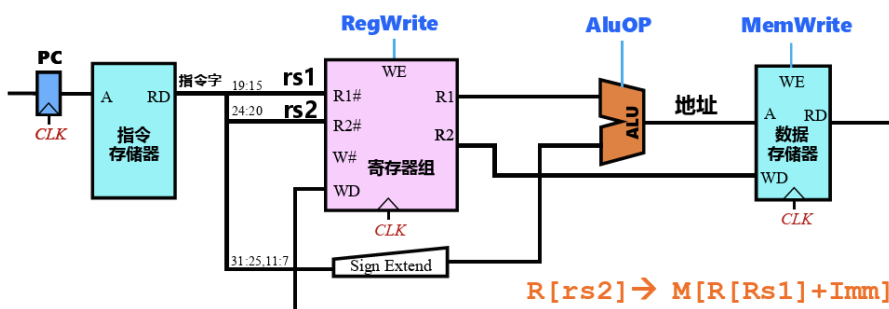 RegWrite
AluOP
MemWrite
PC
指令字
rs1
WE
WE
19:15
A
RD
R1#
R1
24:20
rs2
R2#
R2
ALU
地址
A
RD
CLK
指令
存储器
W#
寄存器组
数据
存储器
WD
WD
CLK
CLK
31:25,11:7
Sign Extend
R[rs2]→ M[R[Rs1]+Imm]